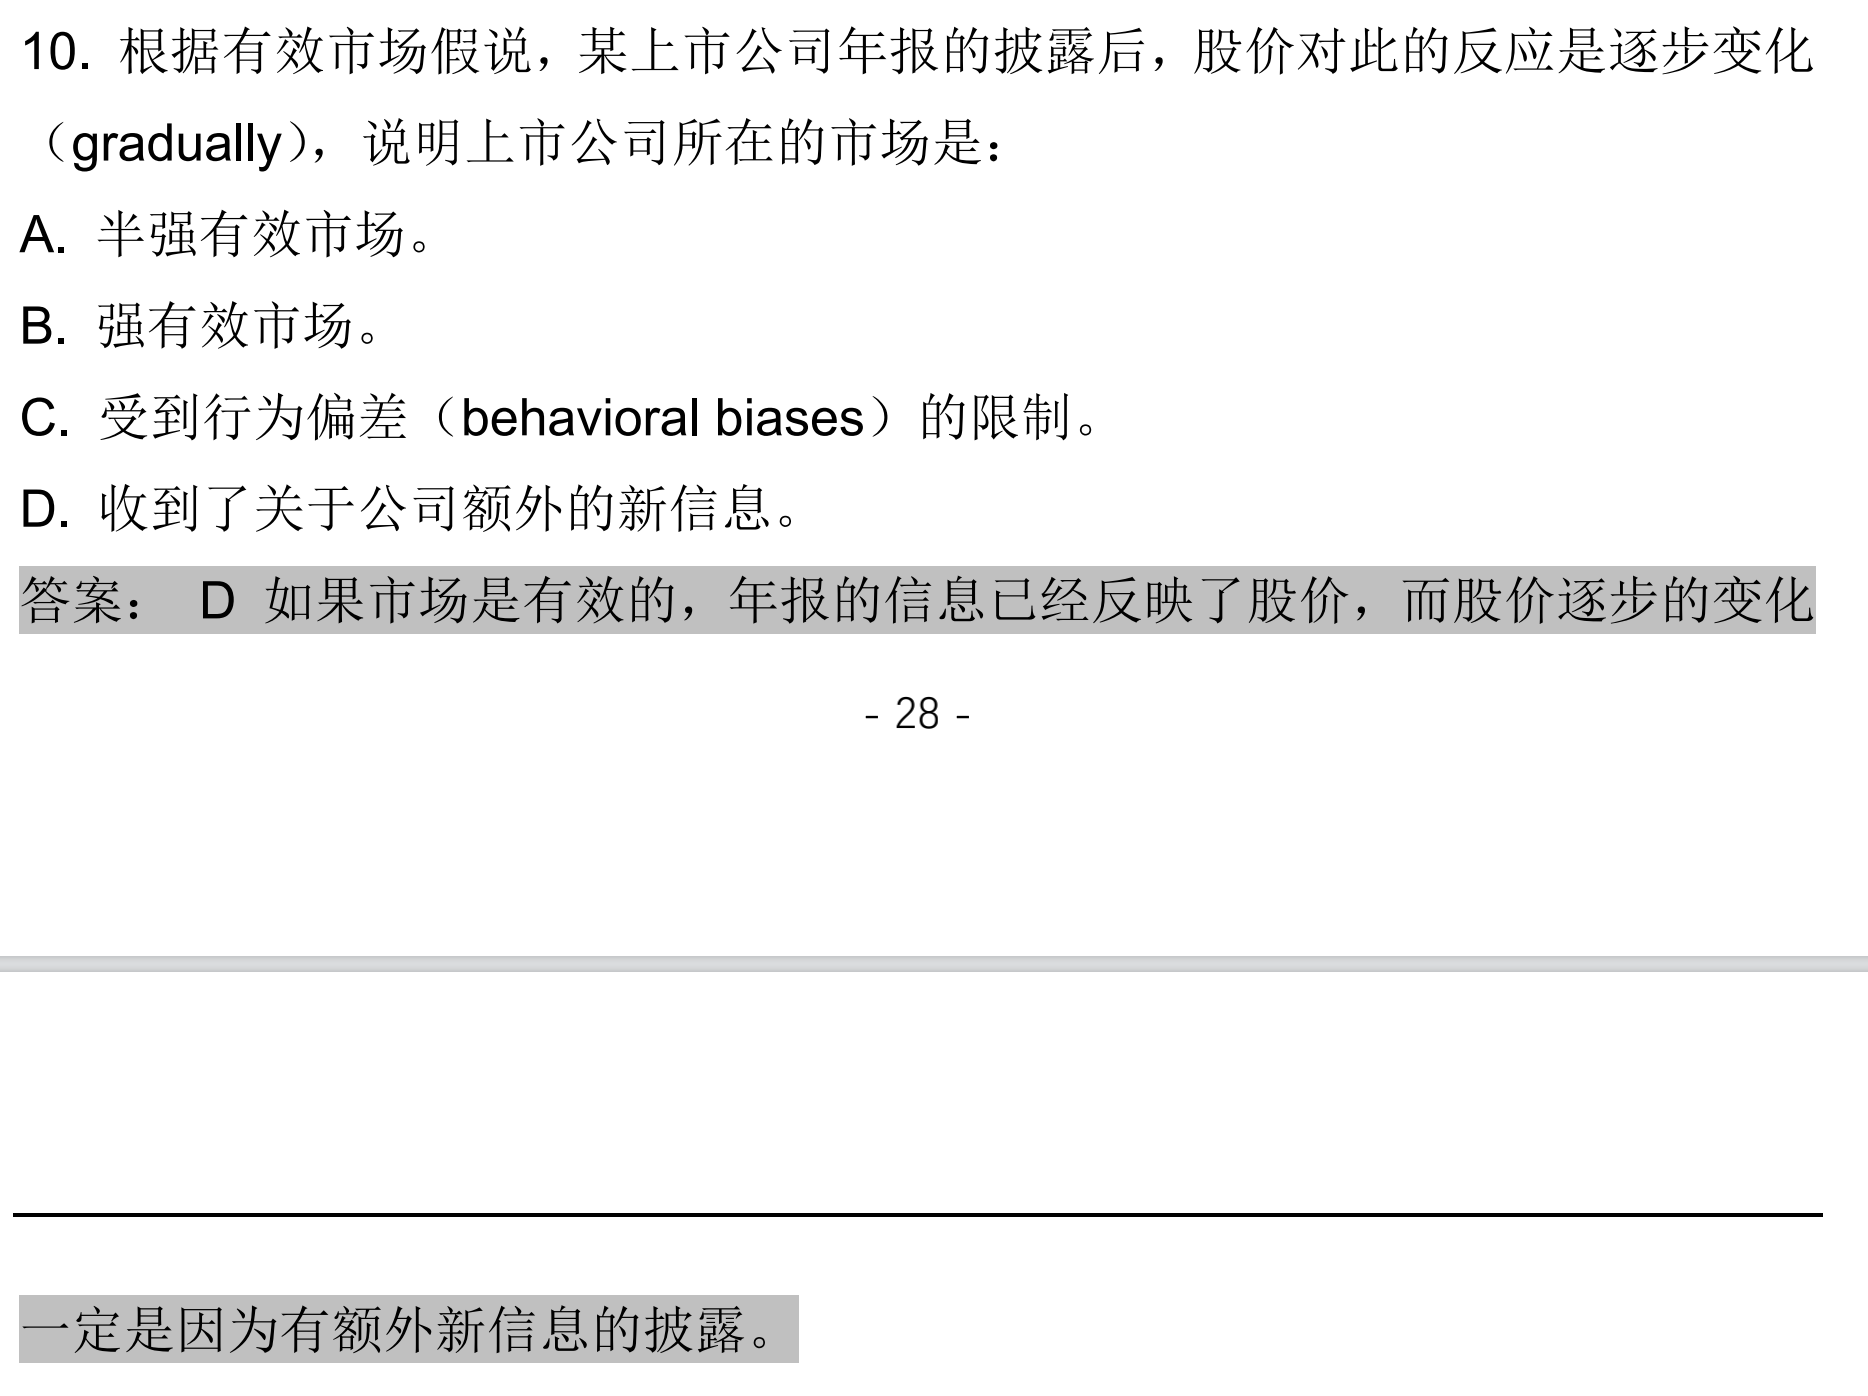 10. 根据有效市场假说，某上市公司年报的披露后，股价对此的反应是逐步变化
（gradually），说明上市公司所在的市场是：
A. 半强有效市场。
B. 强有效市场。
C. 受到行为偏差（behavioral biases）的限制。
D. 收到了关于公司额外的新信息。
答案： D 如果市场是有效的，年报的信息已经反映了股价，而股价逐步的变化
- 28 -
一定是因为有额外新信息的披露。